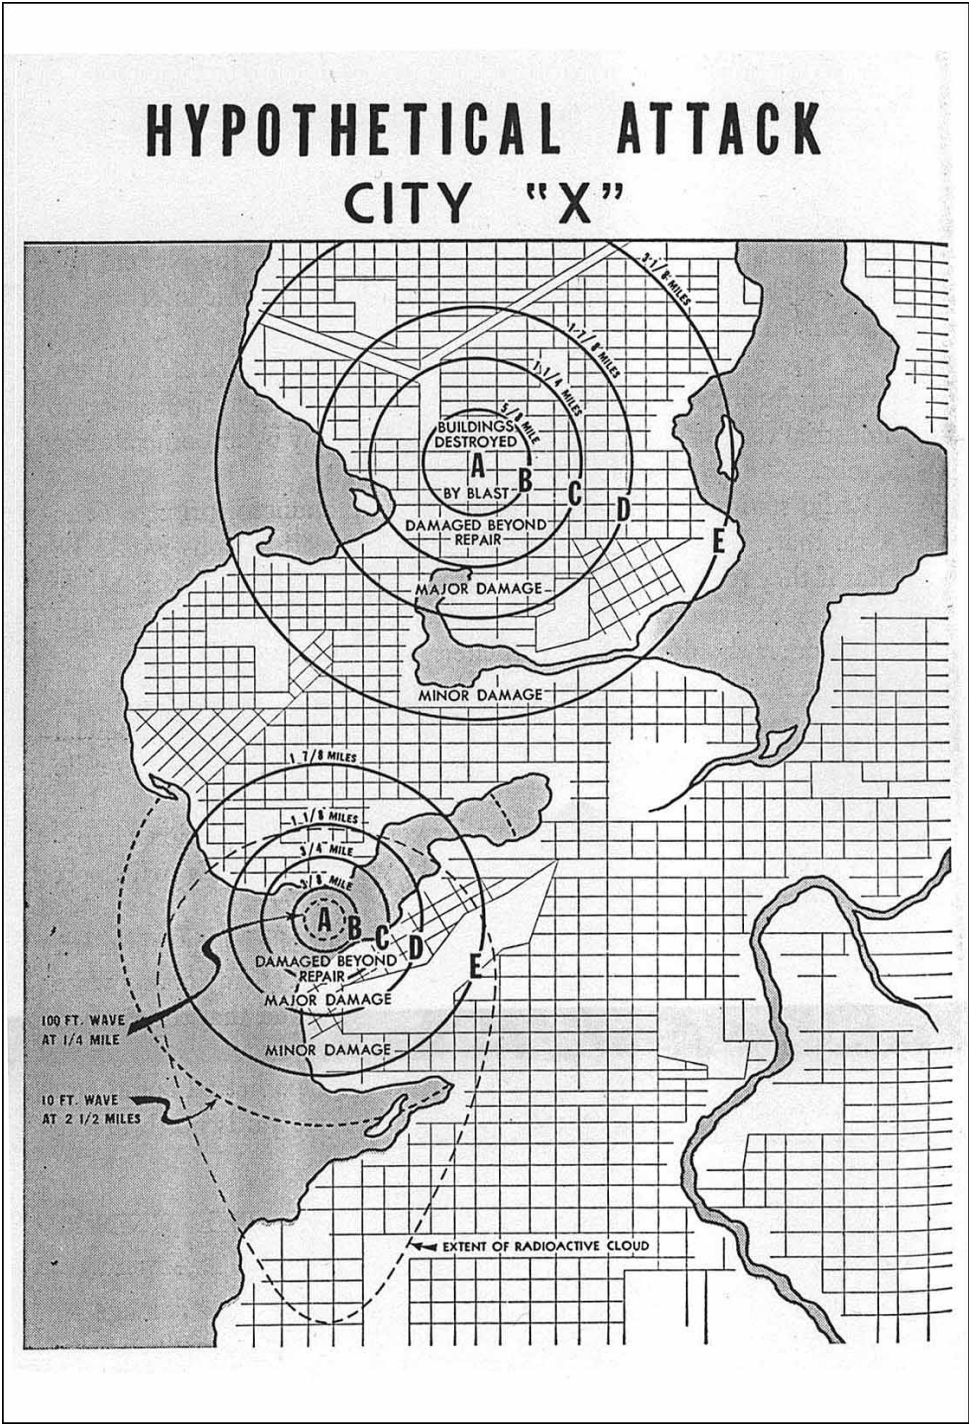 HYPOTHETICAL ATTACK
CITY "X"
3 1/8 MILES
1 7/8 MILES
1 1/4 MILES
5/8 MILE
BUILDINGS
DESTROYED
A
BY BLAST
B
C
D
E
DAMAGED BEYOND
REPAIR
MAJOR DAMAGE
MINOR DAMAGE
1 7/8 MILES
1 1/8 MILES
3/4 MILE
3/8 MILE
A
B
C
D
E
DAMAGED BEYOND
REPAIR
MAJOR DAMAGE
MINOR DAMAGE
100 FT. WAVE
AT 1/4 MILE
10 FT. WAVE
AT 2 1/2 MILES
EXTENT OF RADIOACTIVE CLOUD